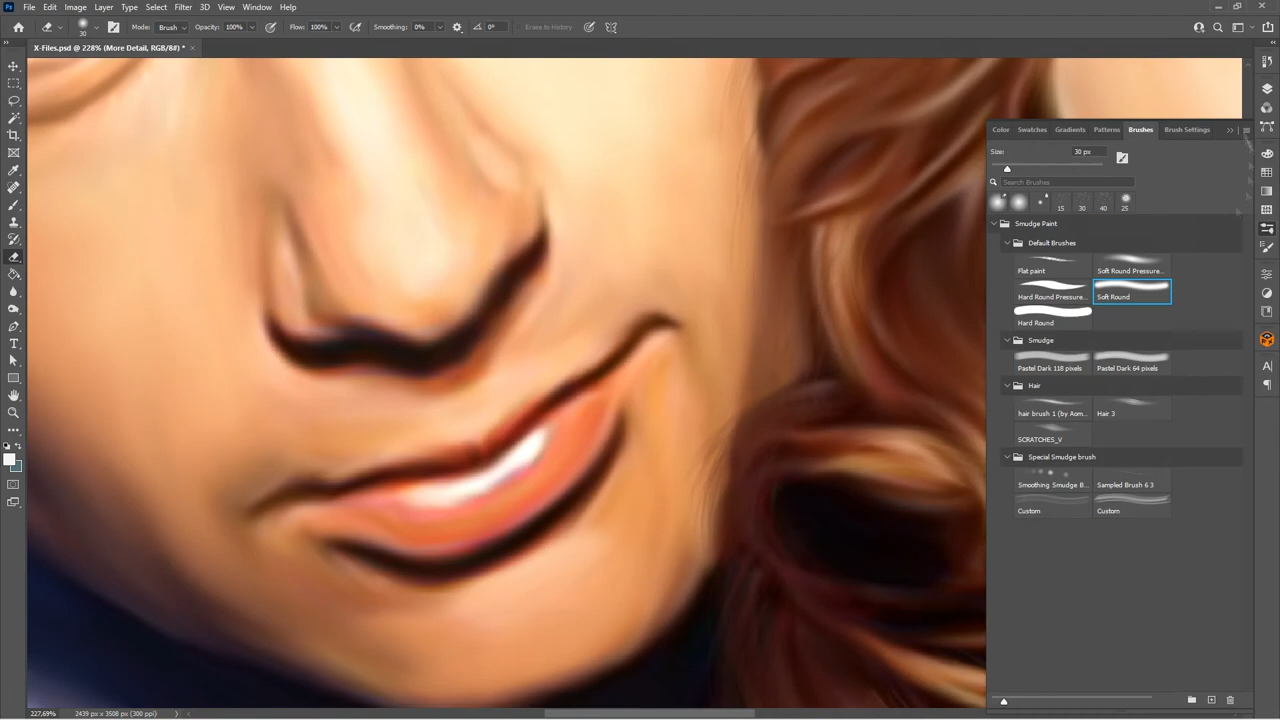 Ps File Edit Image Layer Type Select Filter 3D View Window Help
30 Mode: Brush Opacity: 100% Flow: 100% Smoothing: 0% 0° Erase to History
X-Files.psd @ 228% (More Detail, RGB/8#) *
Color Swatches Gradients Patterns Brushes Brush Settings
Size: 30 px
Search Brushes
15 30 40 25
Smudge Paint
Default Brushes
Flat paint Soft Round Pressure...
Hard Round Pressure... Soft Round
Hard Round
Smudge
Pastel Dark 118 pixels Pastel Dark 64 pixels
Hair
hair brush 1 (by Aom... Hair 3
SCRATCHES_V
Special Smudge brush
Smoothing Smudge B... Sampled Brush 6 3
Custom Custom
227,69% 2439 px x 3508 px (300 ppi)